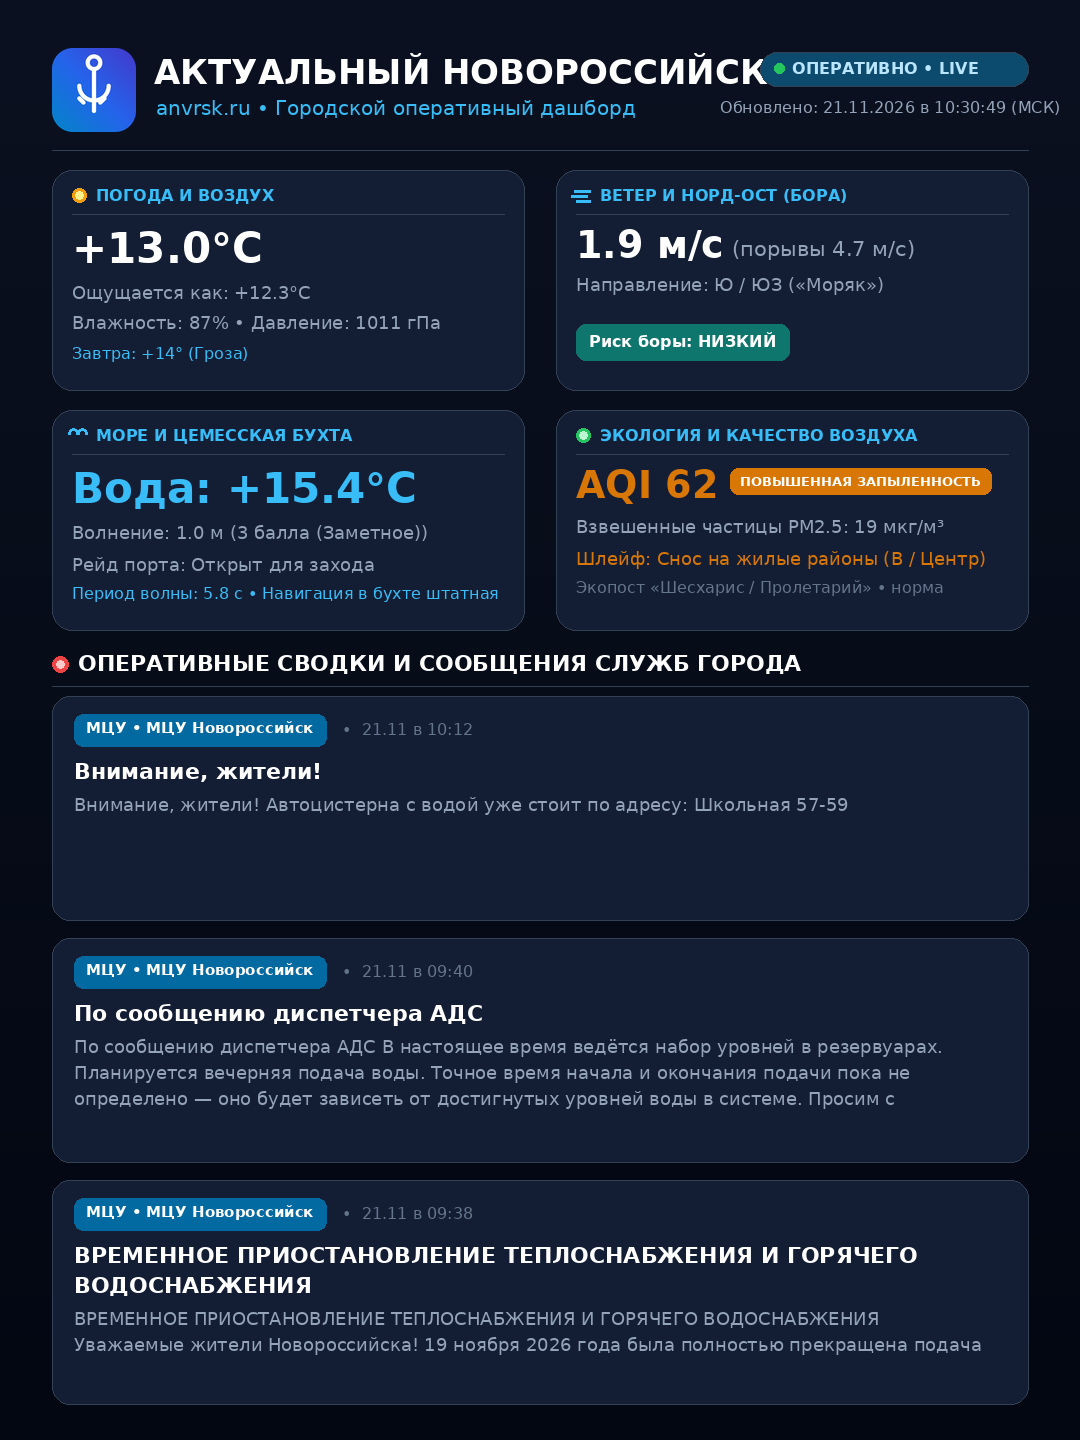 АКТУАЛЬНЫЙ НОВОРОССИЙСК
ОПЕРАТИВНО • LIVE
anvrsk.ru • Городской оперативный дашборд
Обновлено: 21.11.2026 в 10:30:49 (МСК)
ПОГОДА И ВОЗДУХ
+13.0°C
Ощущается как: +12.3°C
Влажность: 87% • Давление: 1011 гПа
Завтра: +14° (Гроза)
ВЕТЕР И НОРД-ОСТ (БОРА)
1.9 м/с (порывы 4.7 м/с)
Направление: Ю / ЮЗ («Моряк»)
Риск боры: НИЗКИЙ
МОРЕ И ЦЕМЕССКАЯ БУХТА
Вода: +15.4°C
Волнение: 1.0 м (3 балла (Заметное))
Рейд порта: Открыт для захода
Период волны: 5.8 с • Навигация в бухте штатная
ЭКОЛОГИЯ И КАЧЕСТВО ВОЗДУХА
AQI 62 ПОВЫШЕННАЯ ЗАПЫЛЕННОСТЬ
Взвешенные частицы PM2.5: 19 мкг/м³
Шлейф: Снос на жилые районы (В / Центр)
Экопост «Шесхарис / Пролетарий» • норма
ОПЕРАТИВНЫЕ СВОДКИ И СООБЩЕНИЯ СЛУЖБ ГОРОДА
МЦУ • МЦУ Новороссийск • 21.11 в 10:12
Внимание, жители!
Внимание, жители! Автоцистерна с водой уже стоит по адресу: Школьная 57-59
МЦУ • МЦУ Новороссийск • 21.11 в 09:40
По сообщению диспетчера АДС
По сообщению диспетчера АДС В настоящее время ведётся набор уровней в резервуарах.
Планируется вечерняя подача воды. Точное время начала и окончания подачи пока не
определено — оно будет зависеть от достигнутых уровней воды в системе. Просим с
МЦУ • МЦУ Новороссийск • 21.11 в 09:38
ВРЕМЕННОЕ ПРИОСТАНОВЛЕНИЕ ТЕПЛОСНАБЖЕНИЯ И ГОРЯЧЕГО
ВОДОСНАБЖЕНИЯ
ВРЕМЕННОЕ ПРИОСТАНОВЛЕНИЕ ТЕПЛОСНАБЖЕНИЯ И ГОРЯЧЕГО ВОДОСНАБЖЕНИЯ
Уважаемые жители Новороссийска! 19 ноября 2026 года была полностью прекращена подача